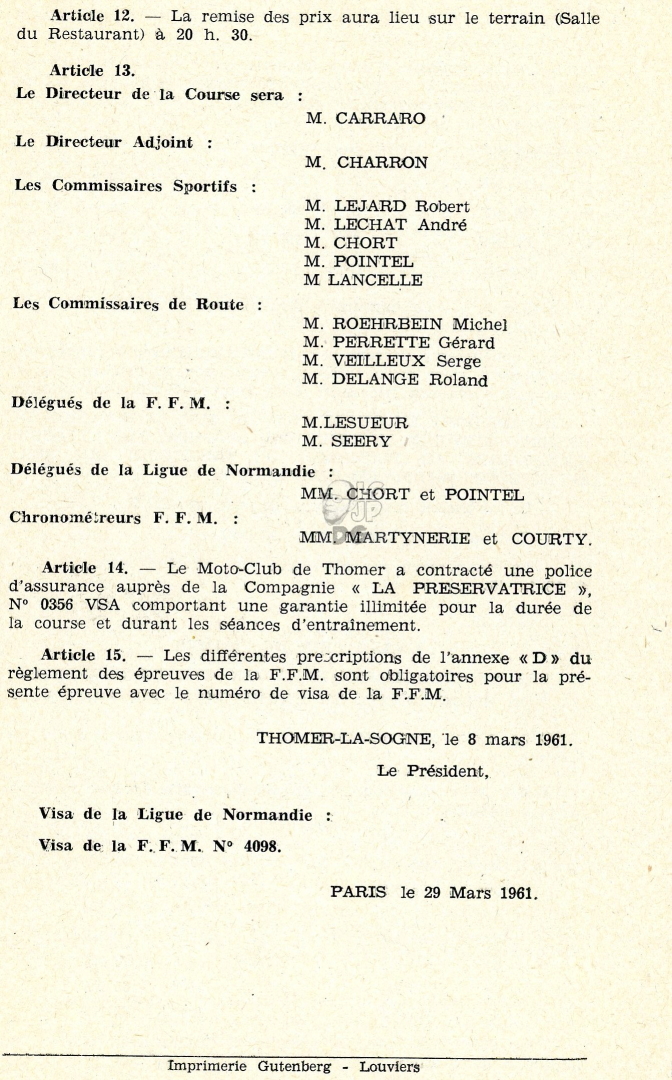 Article 12. — La remise des prix aura lieu sur le terrain (Salle
du Restaurant) à 20 h. 30.
Article 13.
Le Directeur de la Course sera :
M. CARRARO
Le Directeur Adjoint :
M. CHARRON
Les Commissaires Sportifs :
M. LEJARD Robert
M. LECHAT André
M. CHORT
M. POINTEL
M LANCELLE
Les Commissaires de Route :
M. ROEHRBEIN Michel
M. PERRETTE Gérard
M. VEILLEUX Serge
M. DELANGE Roland
Délégués de la F. F. M. :
M.LESUEUR
M. SEERY
Délégués de la Ligue de Normandie :
MM. CHORT et POINTEL
Chronométreurs F. F. M. :
MM. MARTYNERIE et COURTY.
Article 14. — Le Moto-Club de Thomer a contracté une police
d'assurance auprès de la Compagnie « LA PRESERVATRICE »,
N° 0356 VSA comportant une garantie illimitée pour la durée de
la course et durant les séances d'entraînement.
Article 15. — Les différentes prescriptions de l'annexe « D » du
règlement des épreuves de la F.F.M. sont obligatoires pour la pré-
sente épreuve avec le numéro de visa de la F.F.M.
THOMER-LA-SOGNE, le 8 mars 1961.
Le Président,
Visa de la Ligue de Normandie :
Visa de la F. F. M. N° 4098.
PARIS le 29 Mars 1961.
Imprimerie Gutenberg - Louviers